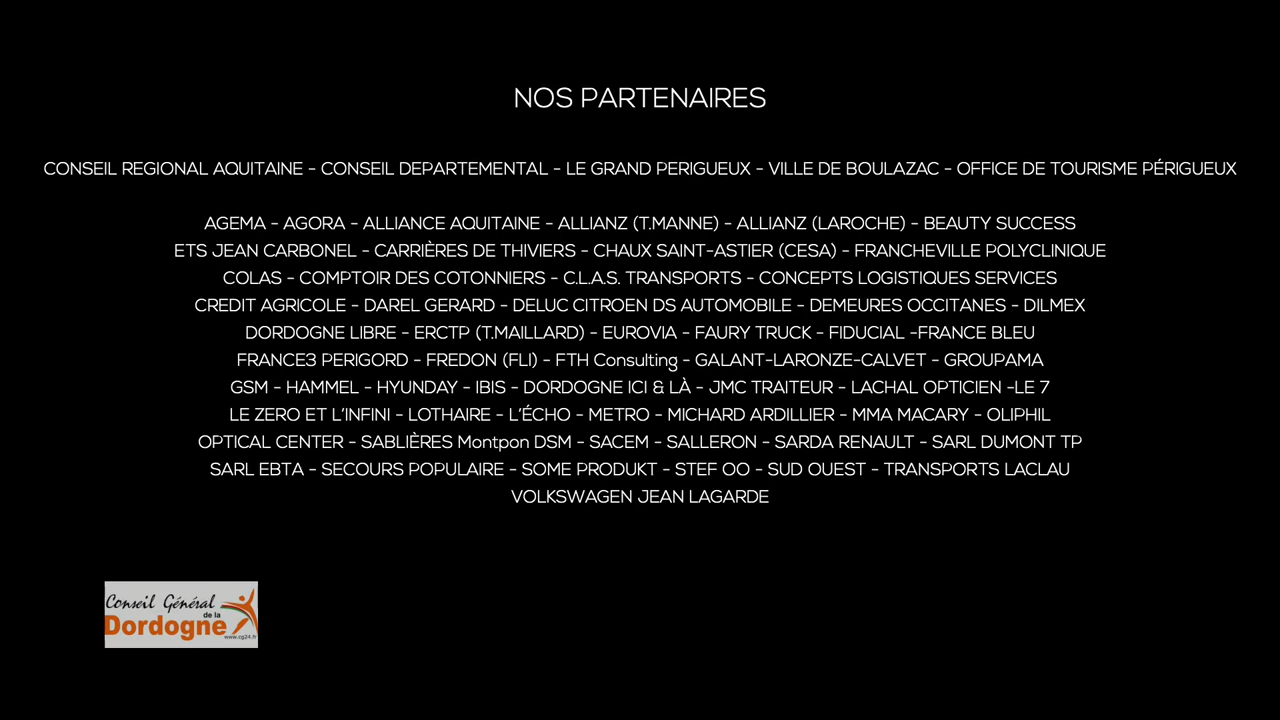 NOS PARTENAIRES
CONSEIL REGIONAL AQUITAINE - CONSEIL DEPARTEMENTAL - LE GRAND PERIGUEUX - VILLE DE BOULAZAC - OFFICE DE TOURISME PÉRIGUEUX
AGEMA - AGORA - ALLIANCE AQUITAINE - ALLIANZ (T.MANNE) - ALLIANZ (LAROCHE) - BEAUTY SUCCESS
ETS JEAN CARBONEL - CARRIÈRES DE THIVIERS - CHAUX SAINT-ASTIER (CESA) - FRANCHEVILLE POLYCLINIQUE
COLAS - COMPTOIR DES COTONNIERS - C.L.A.S. TRANSPORTS - CONCEPTS LOGISTIQUES SERVICES
CREDIT AGRICOLE - DAREL GERARD - DELUC CITROEN DS AUTOMOBILE - DEMEURES OCCITANES - DILMEX
DORDOGNE LIBRE - ERCTP (T.MAILLARD) - EUROVIA - FAURY TRUCK - FIDUCIAL -FRANCE BLEU
FRANCE3 PERIGORD - FREDON (FLI) - FTH Consulting - GALANT-LARONZE-CALVET - GROUPAMA
GSM - HAMMEL - HYUNDAY - IBIS - DORDOGNE ICI & LÀ - JMC TRAITEUR - LACHAL OPTICIEN -LE 7
LE ZERO ET L'INFINI - LOTHAIRE - L'ÉCHO - METRO - MICHARD ARDILLIER - MMA MACARY - OLIPHIL
OPTICAL CENTER - SABLIÈRES Montpon DSM - SACEM - SALLERON - SARDA RENAULT - SARL DUMONT TP
SARL EBTA - SECOURS POPULAIRE - SOME PRODUKT - STEF OO - SUD OUEST - TRANSPORTS LACLAU
VOLKSWAGEN JEAN LAGARDE
Conseil Général
de la
Dordogne
www.cg24.fr